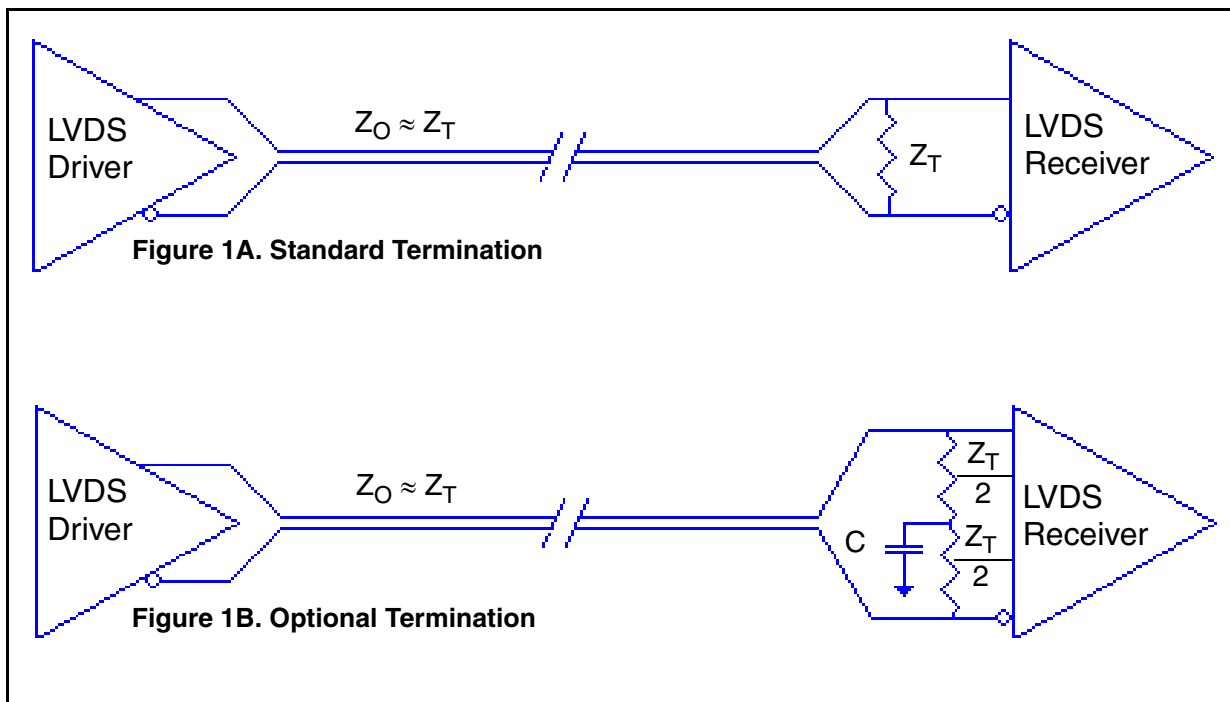 LVDS
Driver
Z_O ≈ Z_T
Z_T
LVDS
Receiver
Figure 1A. Standard Termination
LVDS
Driver
Z_O ≈ Z_T
C
Z_T
2
Z_T
2
LVDS
Receiver
Figure 1B. Optional Termination